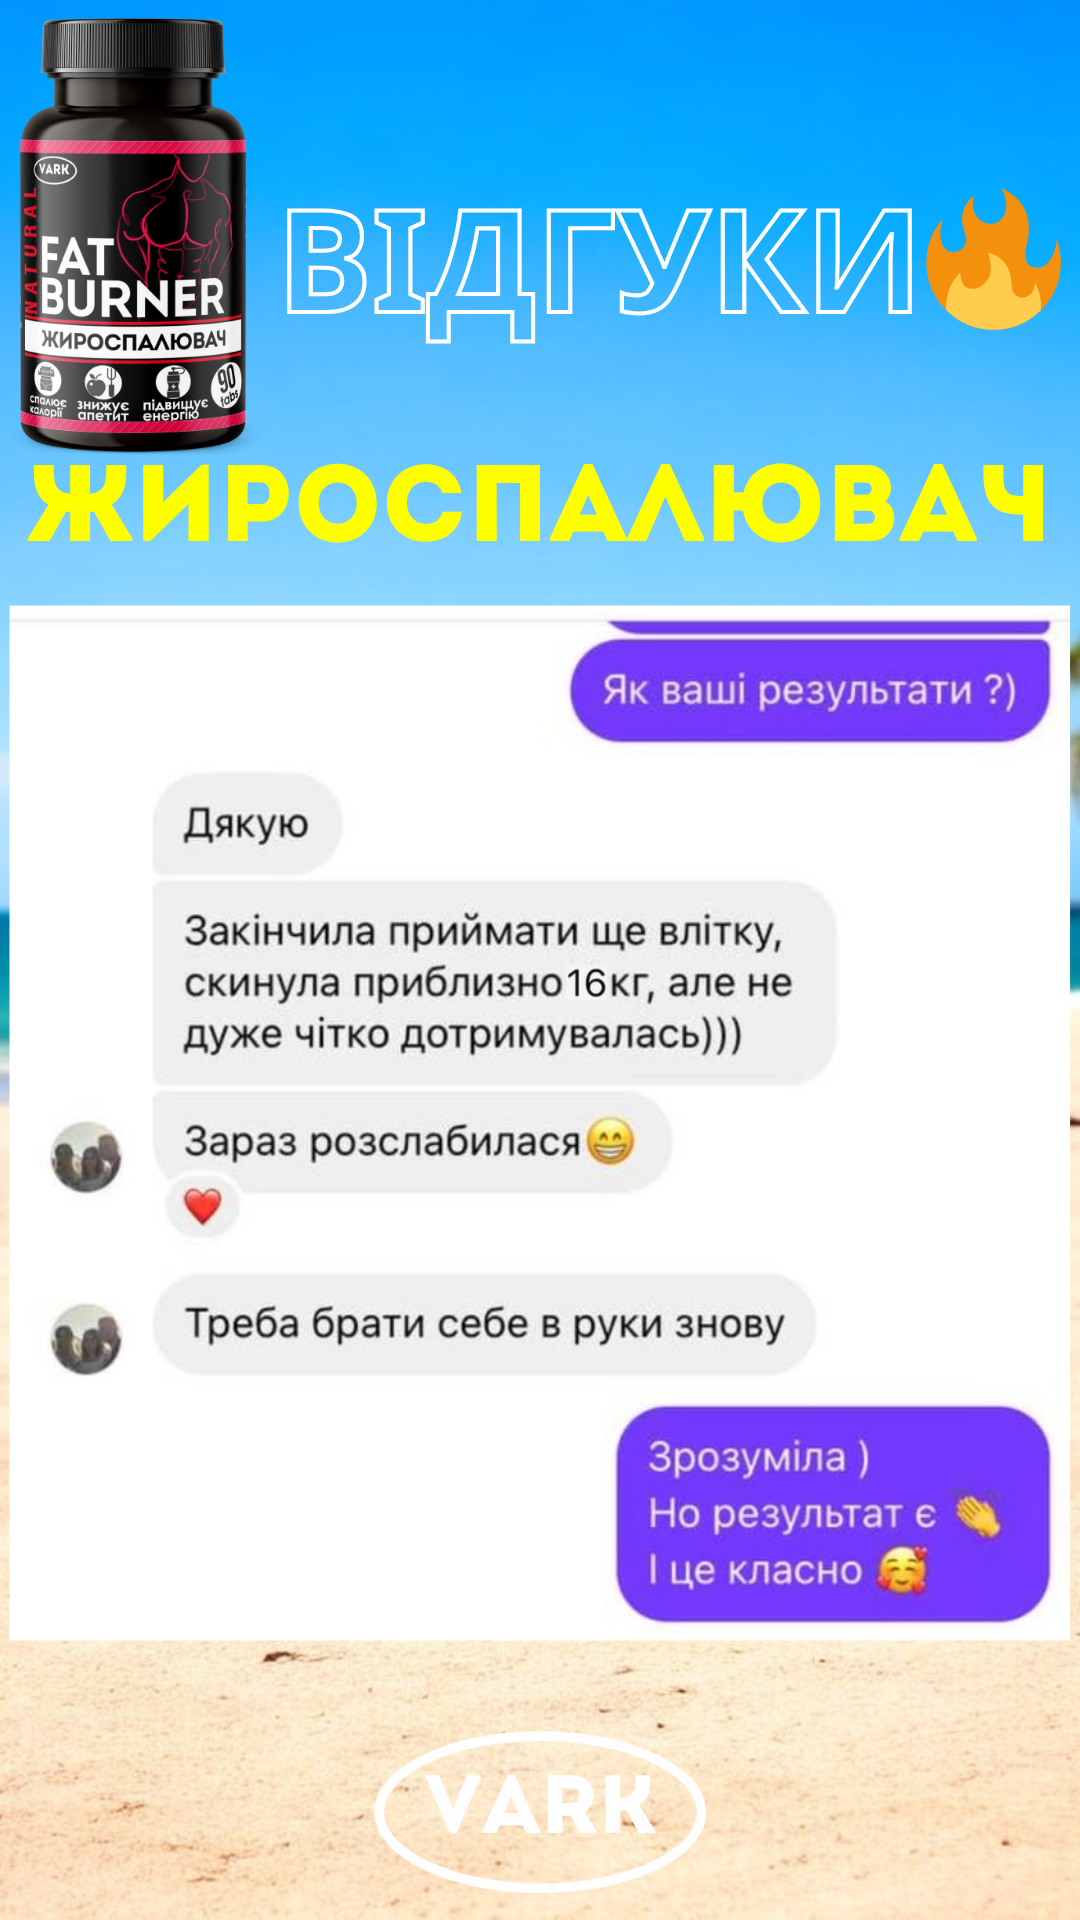 VARK
NATURAL
FAT
BURNER
ЖИРОСПАЛЮВАЧ
спалює
калорії
знижує
апетит
підвищує
енергію
90
tabs
ВІДГУКИ
ЖИРОСПАЛЮВАЧ
Як ваші результати ?)
Дякую
Закінчила приймати ще влітку,
скинула приблизно 16кг, але не
дуже чітко дотримувалась)))
Зараз розслабилася😁
❤️
Треба брати себе в руки знову
Зрозуміла )
Но результат є 👏
І це класно 🥰
VARK